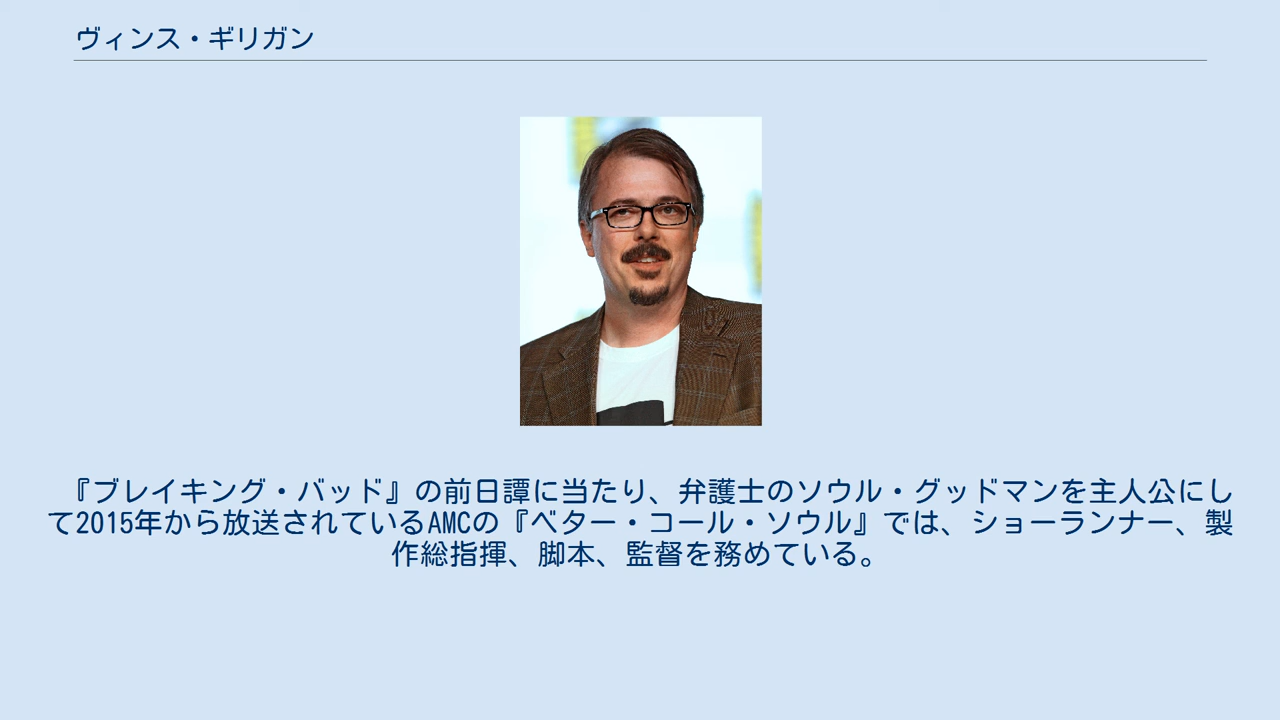 ヴィンス・ギリガン
『ブレイキング・バッド』の前日譚に当たり、弁護士のソウル・グッドマンを主人公にし
て2015年から放送されているAMCの『ベター・コール・ソウル』では、ショーランナー、製
作総指揮、脚本、監督を務めている。